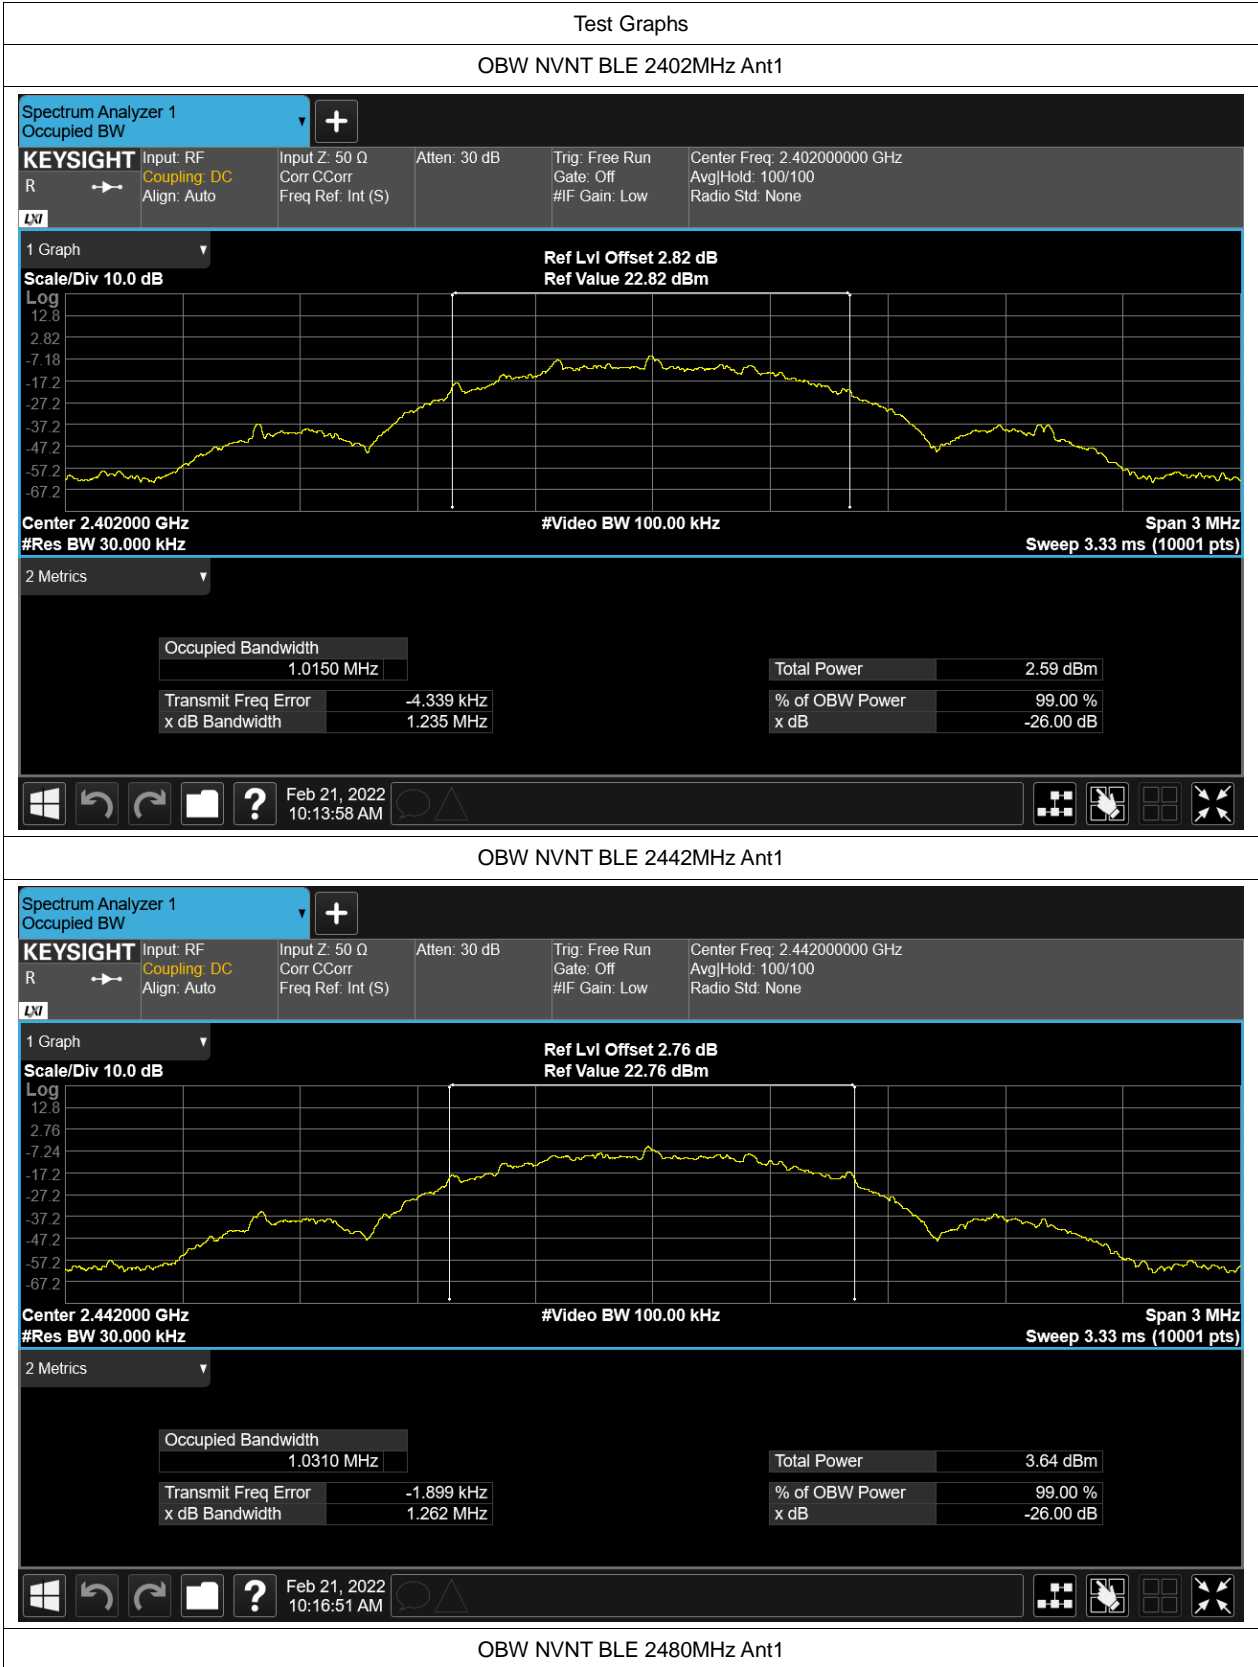 Test Graphs
OBW NVNT BLE 2402MHz Ant1
Spectrum Analyzer 1
Occupied BW
KEYSIGHT Input: RF Input Z: 50 Ω Atten: 30 dB Trig: Free Run Center Freq: 2.402000000 GHz
R Coupling: DC Corr CCorr Gate: Off Avg|Hold: 100/100
Align: Auto Freq Ref: Int (S) #IF Gain: Low Radio Std: None
LXI
1 Graph
Ref Lvl Offset 2.82 dB
Scale/Div 10.0 dB Ref Value 22.82 dBm
Log
12.8
2.82
-7.18
-17.2
-27.2
-37.2
-47.2
-57.2
-67.2
Center 2.402000 GHz #Video BW 100.00 kHz Span 3 MHz
#Res BW 30.000 kHz Sweep 3.33 ms (10001 pts)
2 Metrics
Occupied Bandwidth
1.0150 MHz Total Power 2.59 dBm
Transmit Freq Error -4.339 kHz % of OBW Power 99.00 %
x dB Bandwidth 1.235 MHz x dB -26.00 dB
Feb 21, 2022
10:13:58 AM
OBW NVNT BLE 2442MHz Ant1
Spectrum Analyzer 1
Occupied BW
KEYSIGHT Input: RF Input Z: 50 Ω Atten: 30 dB Trig: Free Run Center Freq: 2.442000000 GHz
R Coupling: DC Corr CCorr Gate: Off Avg|Hold: 100/100
Align: Auto Freq Ref: Int (S) #IF Gain: Low Radio Std: None
LXI
1 Graph
Ref Lvl Offset 2.76 dB
Scale/Div 10.0 dB Ref Value 22.76 dBm
Log
12.8
2.76
-7.24
-17.2
-27.2
-37.2
-47.2
-57.2
-67.2
Center 2.442000 GHz #Video BW 100.00 kHz Span 3 MHz
#Res BW 30.000 kHz Sweep 3.33 ms (10001 pts)
2 Metrics
Occupied Bandwidth
1.0310 MHz Total Power 3.64 dBm
Transmit Freq Error -1.899 kHz % of OBW Power 99.00 %
x dB Bandwidth 1.262 MHz x dB -26.00 dB
Feb 21, 2022
10:16:51 AM
OBW NVNT BLE 2480MHz Ant1